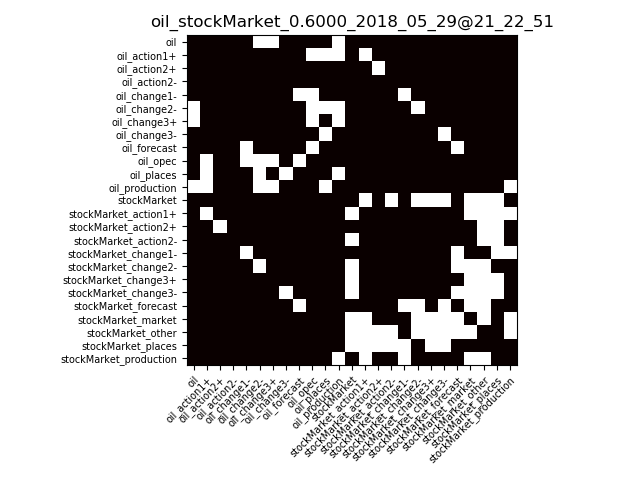 oil_stockMarket_0.6000_2018_05_29@21_22_51
oil
oil_action1+
oil_action2+
oil_action2-
oil_change1-
oil_change2-
oil_change3+
oil_change3-
oil_forecast
oil_opec
oil_places
oil_production
stockMarket
stockMarket_action1+
stockMarket_action2+
stockMarket_action2-
stockMarket_change1-
stockMarket_change2-
stockMarket_change3+
stockMarket_change3-
stockMarket_forecast
stockMarket_market
stockMarket_other
stockMarket_places
stockMarket_production
oil
oil_action1+
oil_action2+
oil_action2-
oil_change1-
oil_change2-
oil_change3+
oil_change3-
oil_forecast
oil_opec
oil_places
oil_production
stockMarket
stockMarket_action1+
stockMarket_action2+
stockMarket_action2-
stockMarket_change1-
stockMarket_change2-
stockMarket_change3+
stockMarket_change3-
stockMarket_forecast
stockMarket_market
stockMarket_other
stockMarket_places
stockMarket_production